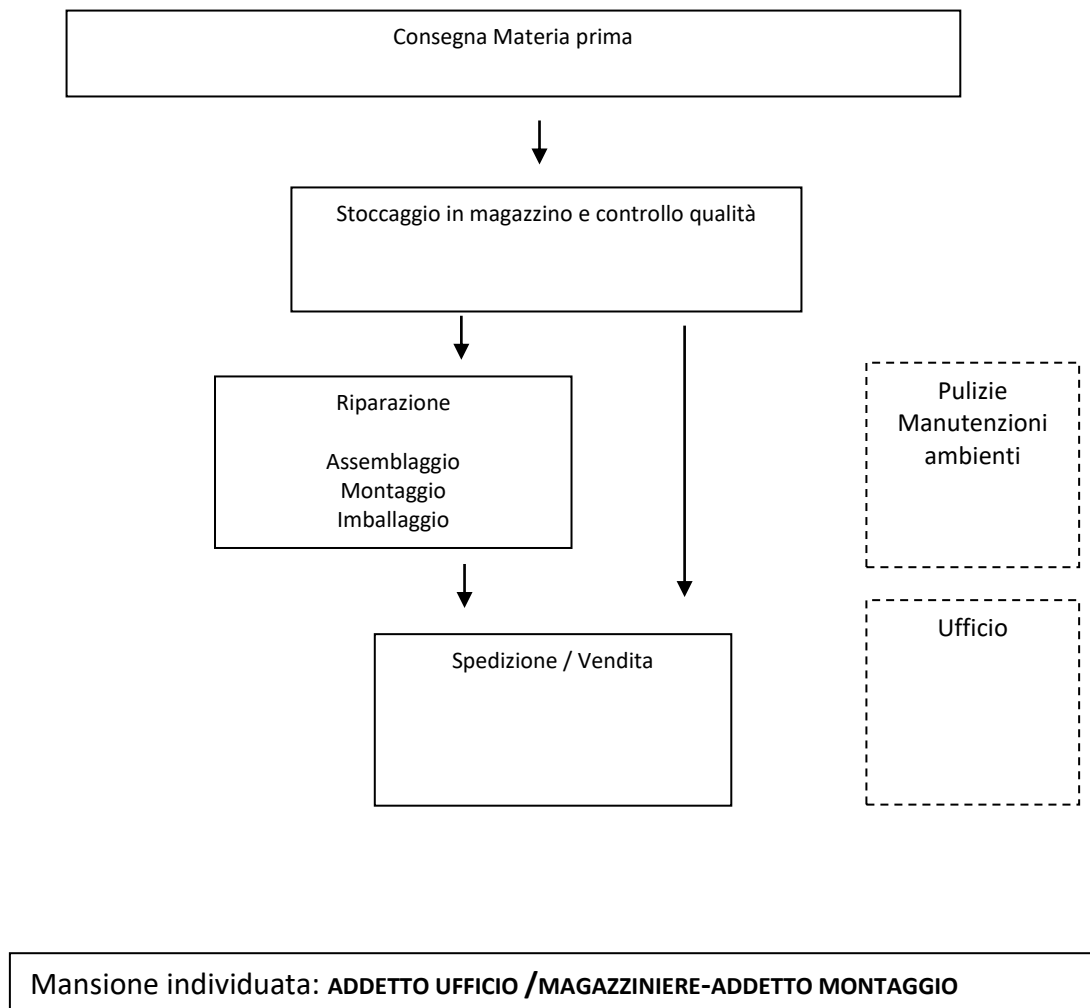 Consegna Materia prima
Stoccaggio in magazzino e controllo qualità
Riparazione
Assemblaggio
Montaggio
Imballaggio
Pulizie
Manutenzioni
ambienti
Spedizione / Vendita
Ufficio
Mansione individuata: ADDETTO UFFICIO /MAGAZZINIERE-ADDETTO MONTAGGIO